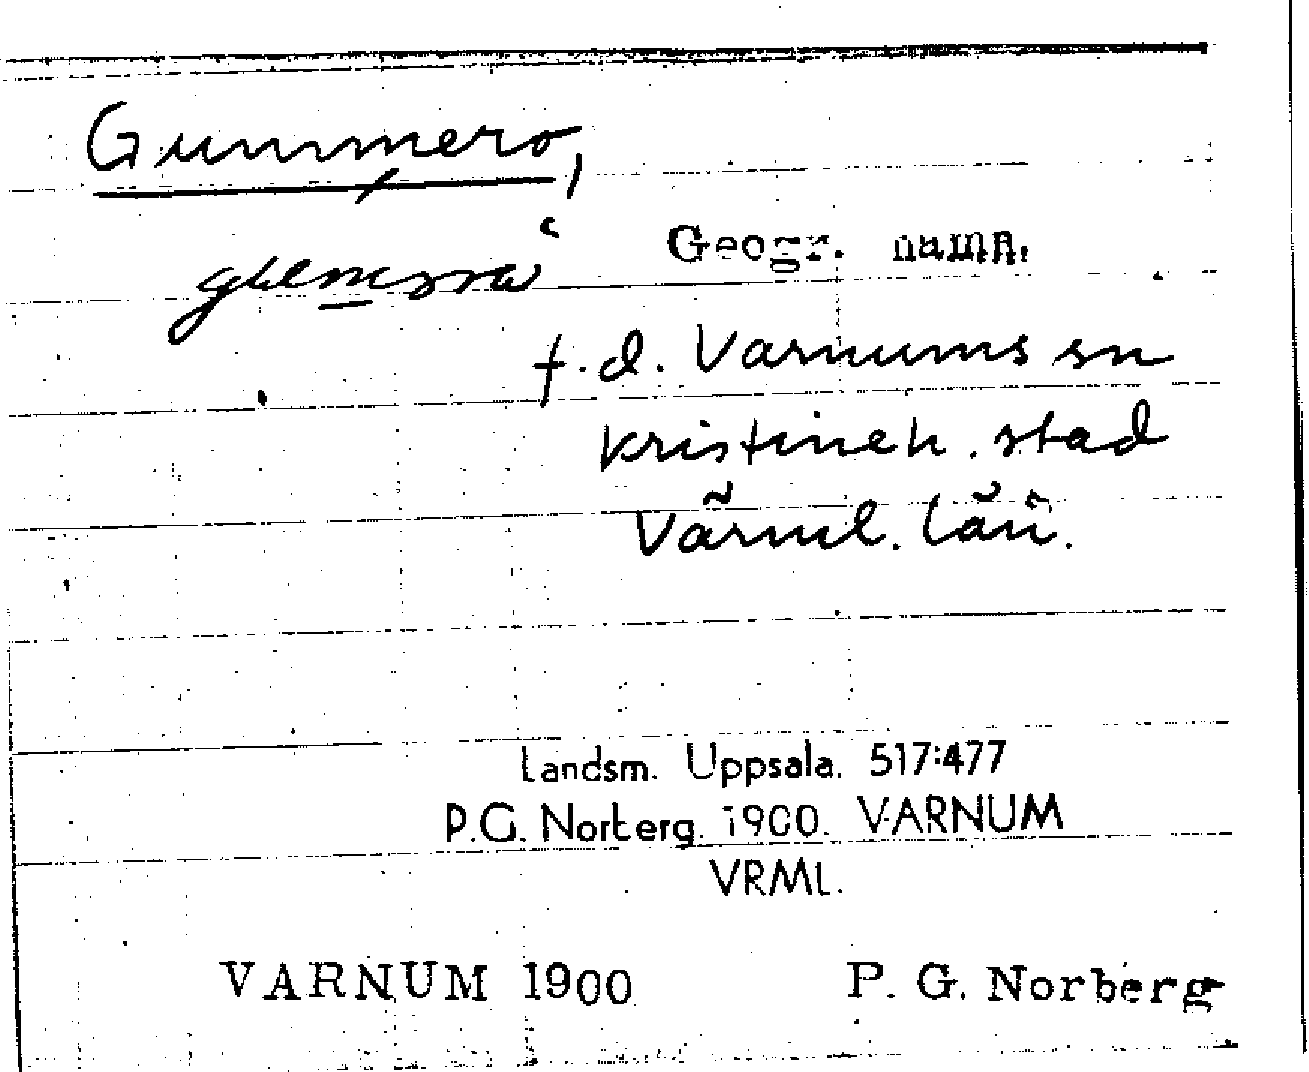 Gummero,
Geogr. namn.
f.d. Varnums sn
kristineh. stad
Värml. län.
Landsm. Uppsala. 517:477
P.G. Norberg. 1900. VARNUM
VRML.
VARNUM 1900 P. G. Norberg